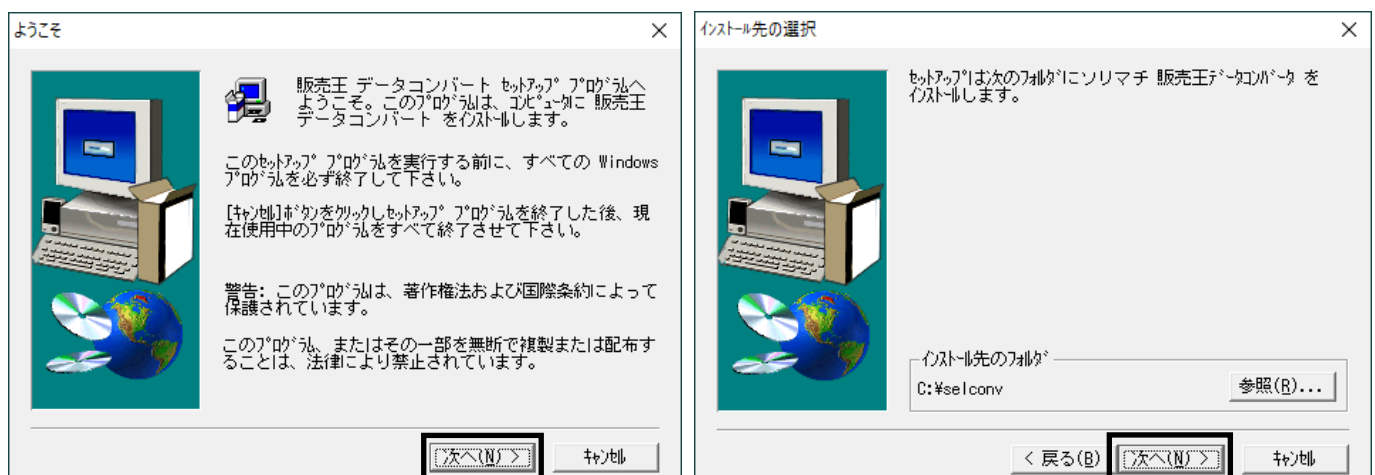 ようこそ
販売王 データコンバート ｾｯﾄｱｯﾌﾟ ﾌﾟﾛｸﾞﾗﾑへ
ようこそ。このﾌﾟﾛｸﾞﾗﾑは、ｺﾝﾋﾟｭｰﾀに 販売王
データコンバート をｲﾝｽﾄｰﾙします。
このｾｯﾄｱｯﾌﾟ ﾌﾟﾛｸﾞﾗﾑを実行する前に、すべての Windows
ﾌﾟﾛｸﾞﾗﾑを必ず終了して下さい。
[ｷｬﾝｾﾙ]ﾎﾞﾀﾝをｸﾘｯｸしｾｯﾄｱｯﾌﾟ ﾌﾟﾛｸﾞﾗﾑを終了した後、現
在使用中のﾌﾟﾛｸﾞﾗﾑをすべて終了させて下さい。
警告: このﾌﾟﾛｸﾞﾗﾑは、著作権法および国際条約によって
保護されています。
このﾌﾟﾛｸﾞﾗﾑ、またはその一部を無断で複製または配布す
ることは、法律により禁止されています。
次へ(N) >
ｷｬﾝｾﾙ
ｲﾝｽﾄｰﾙ先の選択
ｾｯﾄｱｯﾌﾟは次のﾌｫﾙﾀﾞにソリマチ 販売王ﾃﾞｰﾀｺﾝﾊﾞｰﾀ を
ｲﾝｽﾄｰﾙします。
ｲﾝｽﾄｰﾙ先のﾌｫﾙﾀﾞ
C:¥selconv
参照(R)...
< 戻る(B)
次へ(N) >
ｷｬﾝｾﾙ